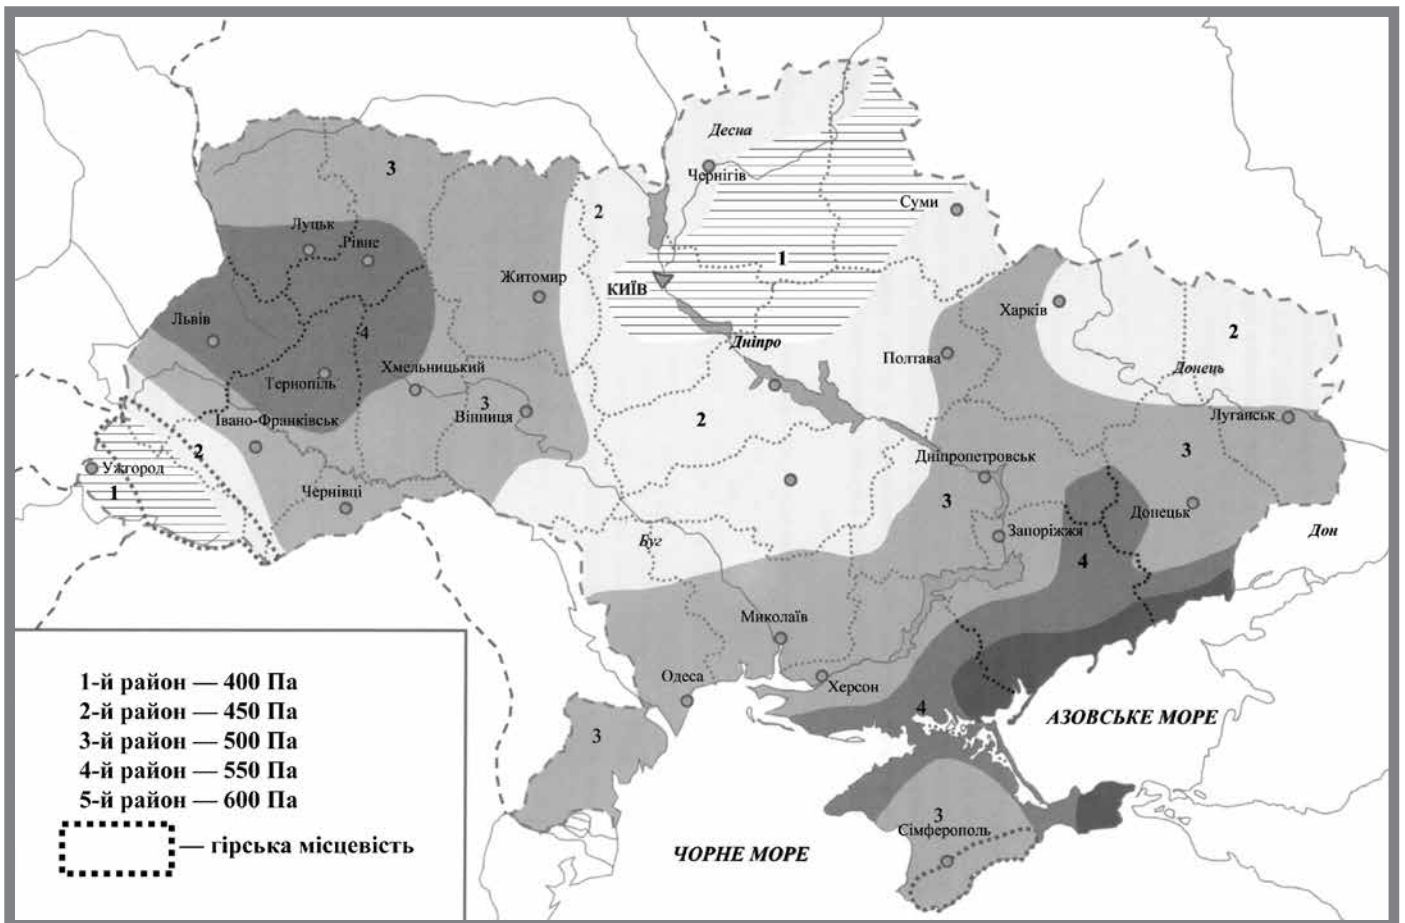 Десна
3
Чернігів
Суми
2
Луцьк
Рівне
1
Житомир
КИЇВ
Харків
Львів
4
2
Дніпро
Полтава
Хмельницький
Донець
Тернопіль
3
Вінниця
Івано-Франківськ
2
Луганськ
2
3
Ужгород
Дніпропетровськ
1
Чернівці
3
Донецьк
Буг
Запоріжжя
Дон
4
Миколаїв
Одеса
Херсон
4
АЗОВСЬКЕ МОРЕ
3
3
Сімферополь
ЧОРНЕ МОРЕ
1-й район — 400 Па
2-й район — 450 Па
3-й район — 500 Па
4-й район — 550 Па
5-й район — 600 Па
— гірська місцевість